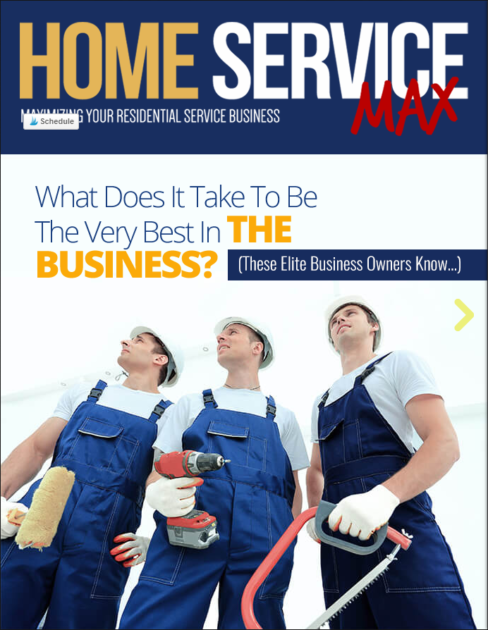 HOME SERVICE
MAX
MAXIMIZING YOUR RESIDENTIAL SERVICE BUSINESS
Schedule
What Does It Take To Be
The Very Best In THE
BUSINESS? (These Elite Business Owners Know...)